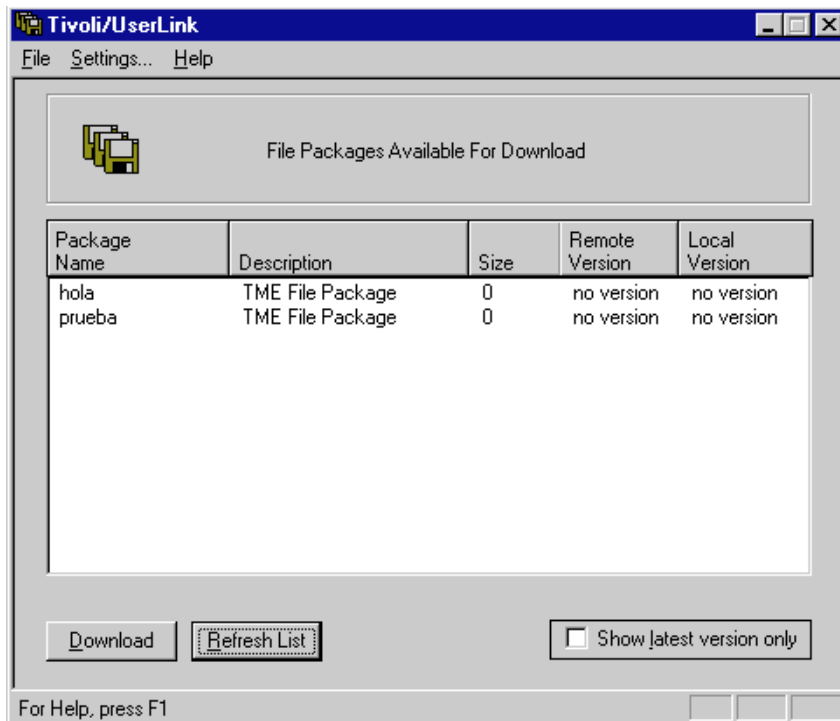 Tivoli/UserLink
File Settings... Help
File Packages Available For Download
Package Name Description Size Remote Version Local Version
hola TME File Package 0 no version no version
prueba TME File Package 0 no version no version
Download Refresh List Show latest version only
For Help, press F1